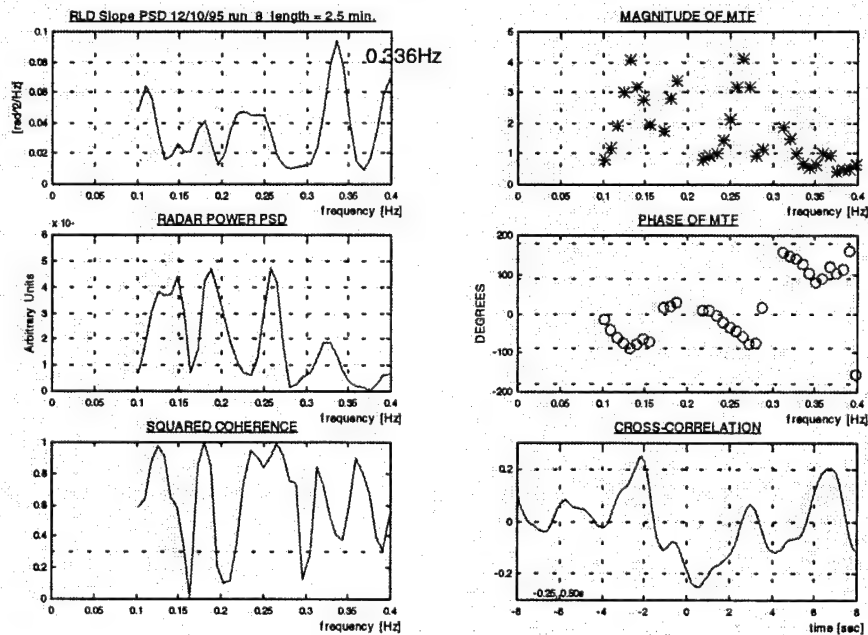 RLD Slope PSD 12/10/95 run 8 length = 2.5 min.
0.1
0.08
0.06
0.04
0.02
0
[rad^2/Hz]
0.336Hz
0 0.05 0.1 0.15 0.2 0.25 0.3 0.35 0.4
frequency [Hz]
MAGNITUDE OF MTF
6
5
4
3
2
1
0
0 0.05 0.1 0.15 0.2 0.25 0.3 0.35 0.4
frequency [Hz]
RADAR POWER PSD
x 10-
6
5
4
3
2
1
0
Arbitrary Units
0 0.05 0.1 0.15 0.2 0.25 0.3 0.35 0.4
frequency [Hz]
PHASE OF MTF
200
100
0
-100
-200
DEGREES
0 0.05 0.1 0.15 0.2 0.25 0.3 0.35 0.4
frequency [Hz]
SQUARED COHERENCE
1
0.8
0.6
0.4
0.2
0
0 0.05 0.1 0.15 0.2 0.25 0.3 0.35 0.4
frequency [Hz]
CROSS-CORRELATION
0.2
0
-0.2
-0.25, 0.50s
-8 -6 -4 -2 0 2 4 6 8
time [sec]